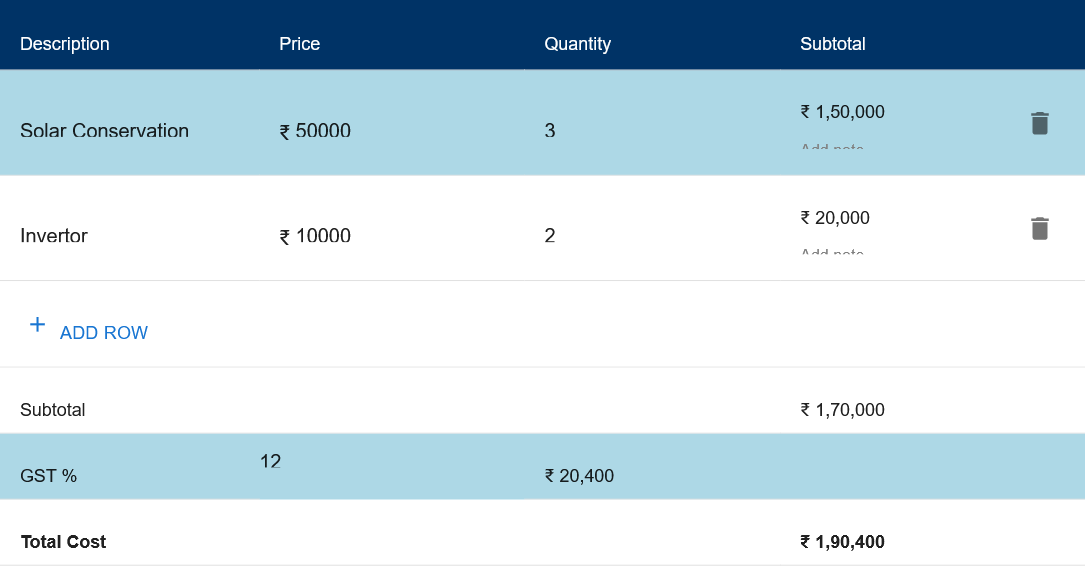 Description Price Quantity Subtotal
Solar Conservation ₹ 50000 3 ₹ 1,50,000
Add note
Invertor ₹ 10000 2 ₹ 20,000
Add note
+ ADD ROW
Subtotal ₹ 1,70,000
GST % 12 ₹ 20,400
Total Cost ₹ 1,90,400